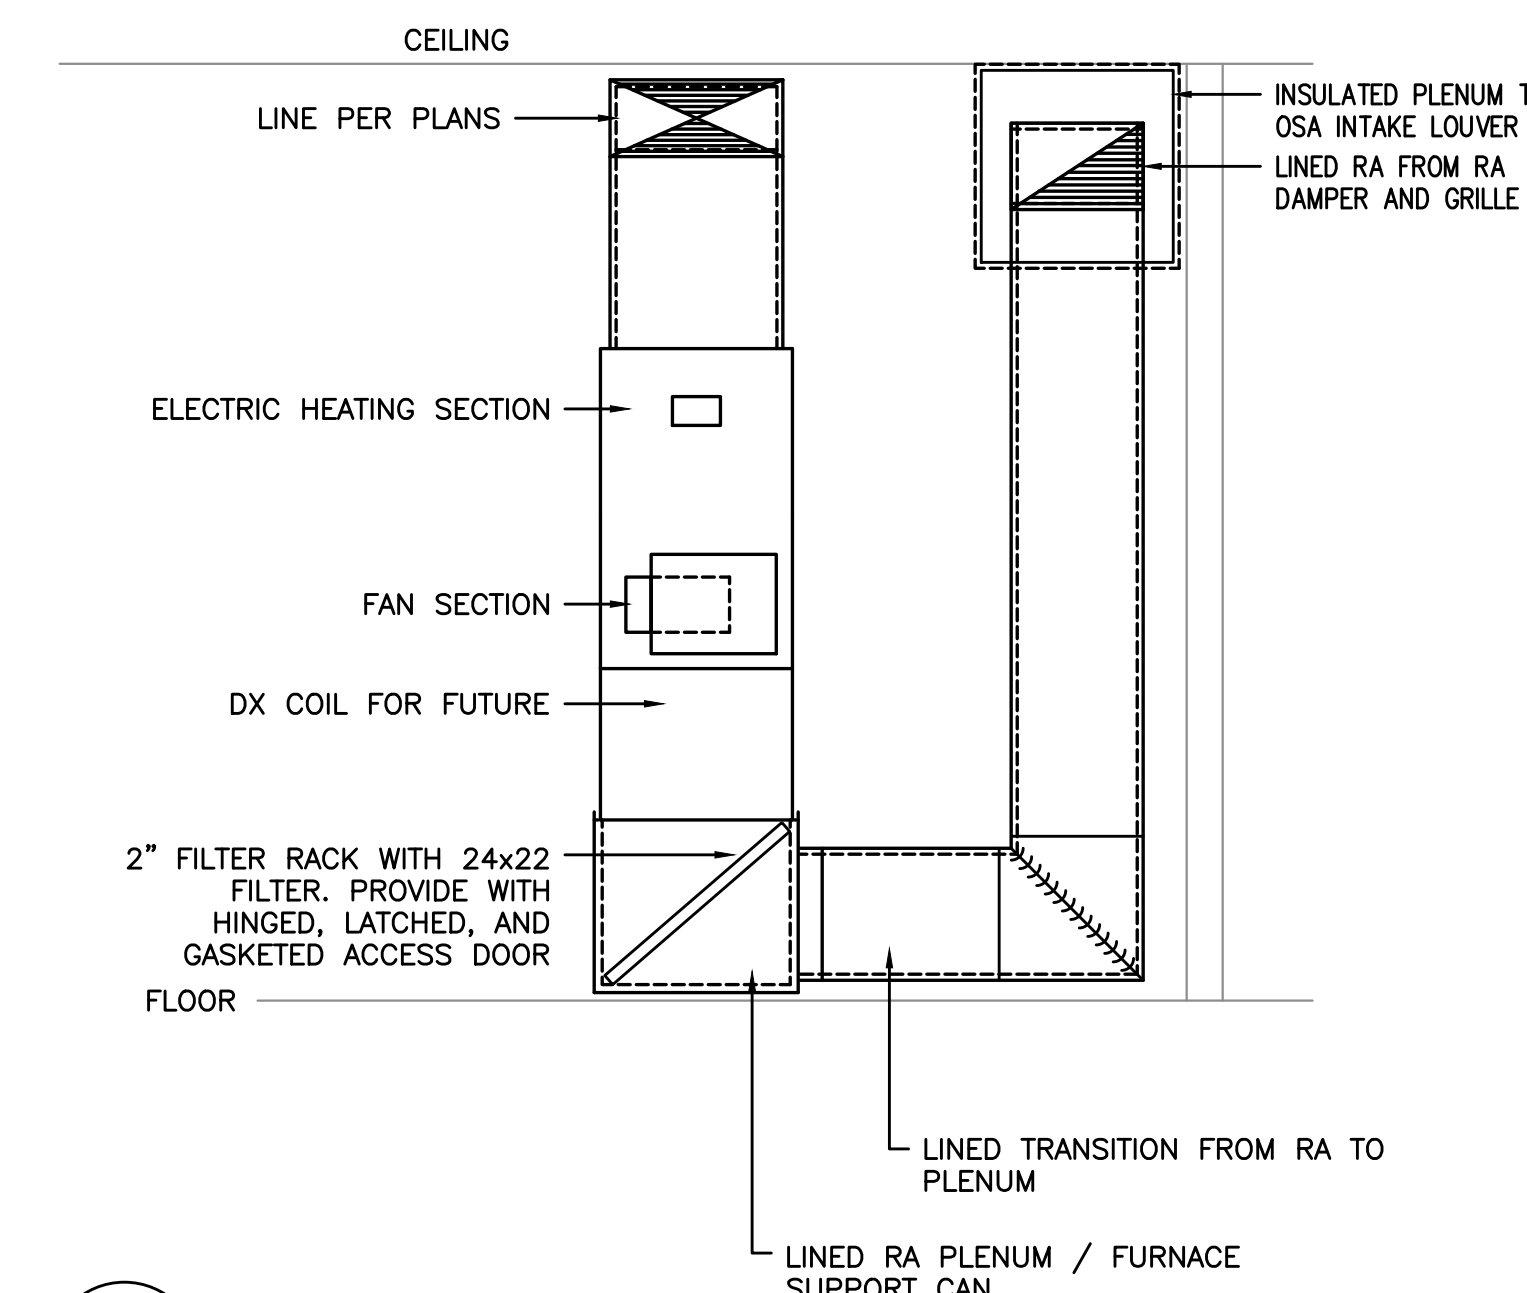 CEILING
LINE PER PLANS
INSULATED PLENUM
OSA INTAKE LOUVER
LINED RA FROM RA
DAMPER AND GRILLE
ELECTRIC HEATING SECTION
FAN SECTION
DX COIL FOR FUTURE
2" FILTER RACK WITH 24x22
FILTER. PROVIDE WITH
HINGED, LATCHED, AND
GASKETED ACCESS DOOR
FLOOR
LINED TRANSITION FROM RA TO
PLENUM
LINED RA PLENUM / FURNACE
SUPPORT CAN